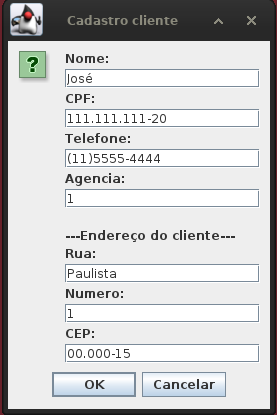 Cadastro cliente
Nome:
José
CPF:
111.111.111-20
Telefone:
(11)5555-4444
Agencia:
1
---Endereço do cliente---
Rua:
Paulista
Numero:
1
CEP:
00.000-15
OK Cancelar